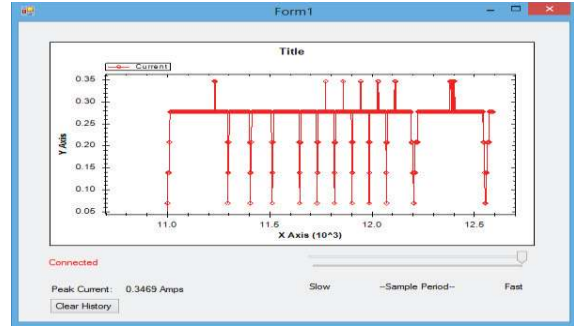 Form1
Title
Current
0.35
0.30
0.25
0.20
0.15
0.10
0.05
Y Axis
11.0 11.5 12.0 12.5
X Axis (10^3)
Connected
Peak Current: 0.3469 Amps
Slow --Sample Period-- Fast
Clear History